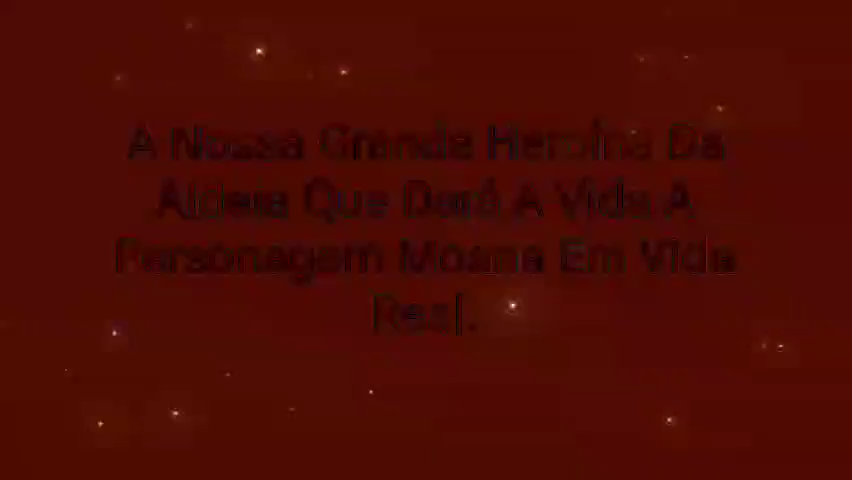 A Nossa Grande Heroína Da
Aldeia Que Dará A Vida A
Personagem Moana Em Vida
Real.